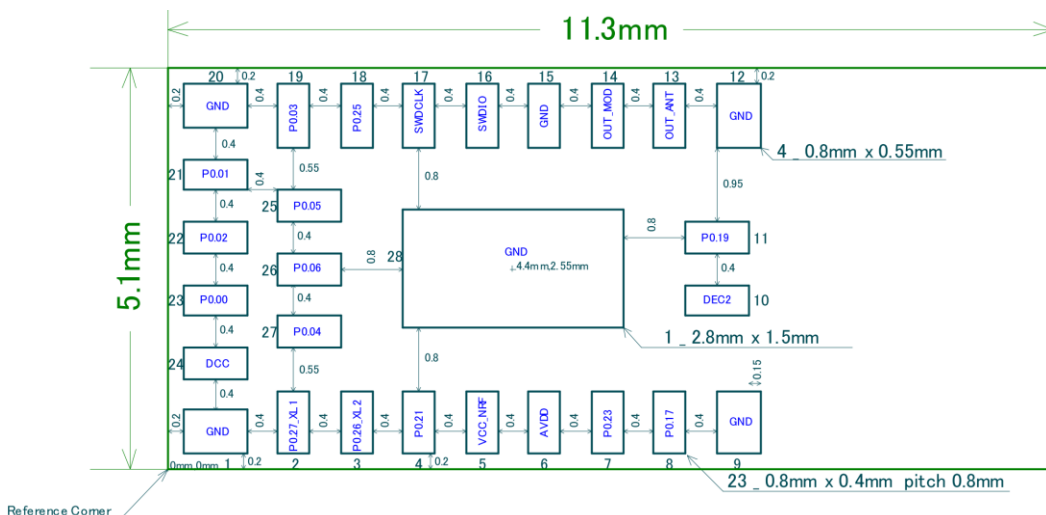 11.3mm
20 0.2 19 18 17 16 15 14 13 12 0.2
0.2 GND 0.4 P0.03 0.4 P0.25 0.4 SWDCLK 0.4 SWDIO 0.4 GND 0.4 OUT_MOD 0.4 OUT_ANT 0.4 GND
0.4 0.55 4 _ 0.8mm x 0.55mm
21 P0.01 0.4 0.8 0.95
0.4 25 P0.05
22 P0.02 0.4 0.8 P0.19 11
5.1mm
0.4 26 P0.06 0.8 28 GND
4.4mm,2.55mm
0.4
23 P0.00 0.4 DEC2 10
0.4 27 P0.04 1 _ 2.8mm x 1.5mm
24 DCC 0.55 0.8 0.15
0.4
0.2 GND 0.4 P0.27_XL1 0.4 P0.26_XL2 0.4 P0.21 0.4 VCC_NRF 0.4 AVDD 0.4 P0.23 0.4 P0.17 0.4 GND
0mm,0mm 1 0.2 2 3 4 0.2 5 6 7 8 9
23 _ 0.8mm x 0.4mm pitch 0.8mm
Reference Corner